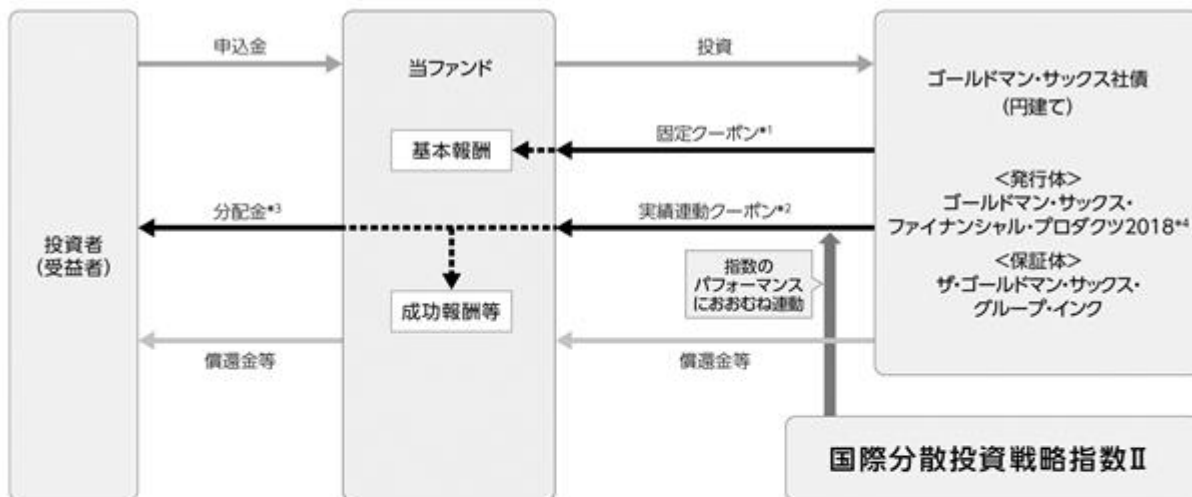 申込金
投資
当ファンド
ゴールドマン・サックス社債
(円建て)
固定クーポン*1
基本報酬
<発行体>
ゴールドマン・サックス・
ファイナンシャル・プロダクツ2018*4
分配金*3
実績連動クーポン*2
投資者
(受益者)
<保証体>
ザ・ゴールドマン・サックス・
グループ・インク
指数の
パフォーマンス
におおむね連動
成功報酬等
償還金等
償還金等
国際分散投資戦略指数Ⅱ